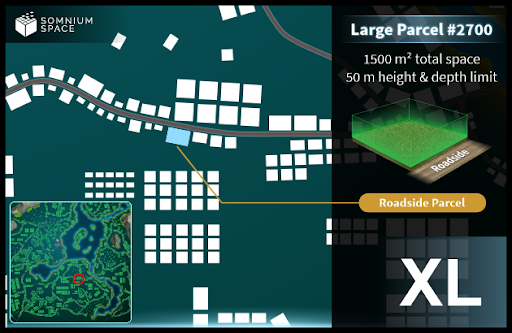 SOMNIUM
SPACE
Large Parcel #2700
1500 m² total space
50 m height & depth limit
Roadside
Roadside Parcel
XL